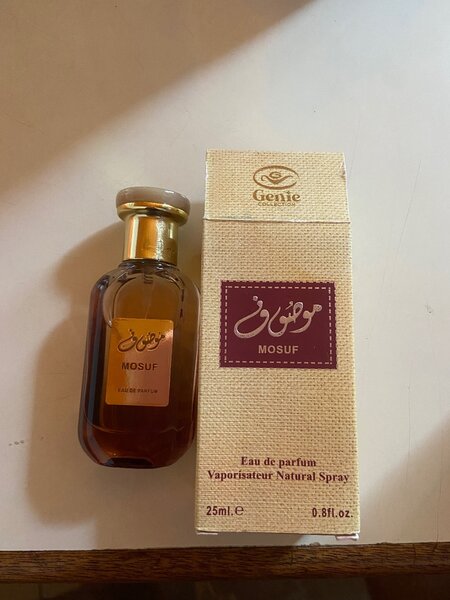 موصوف
MOSUF
EAU DE PARFUM
Genie
COLLECTION
موصوف
MOSUF
Eau de parfum
Vaporisateur Natural Spray
25ml.e 0.8fl.oz